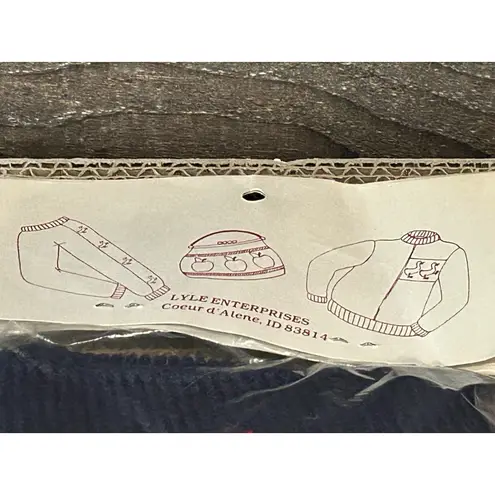 LYLE ENTERPRISES
Coeur d'Alene, ID 83814